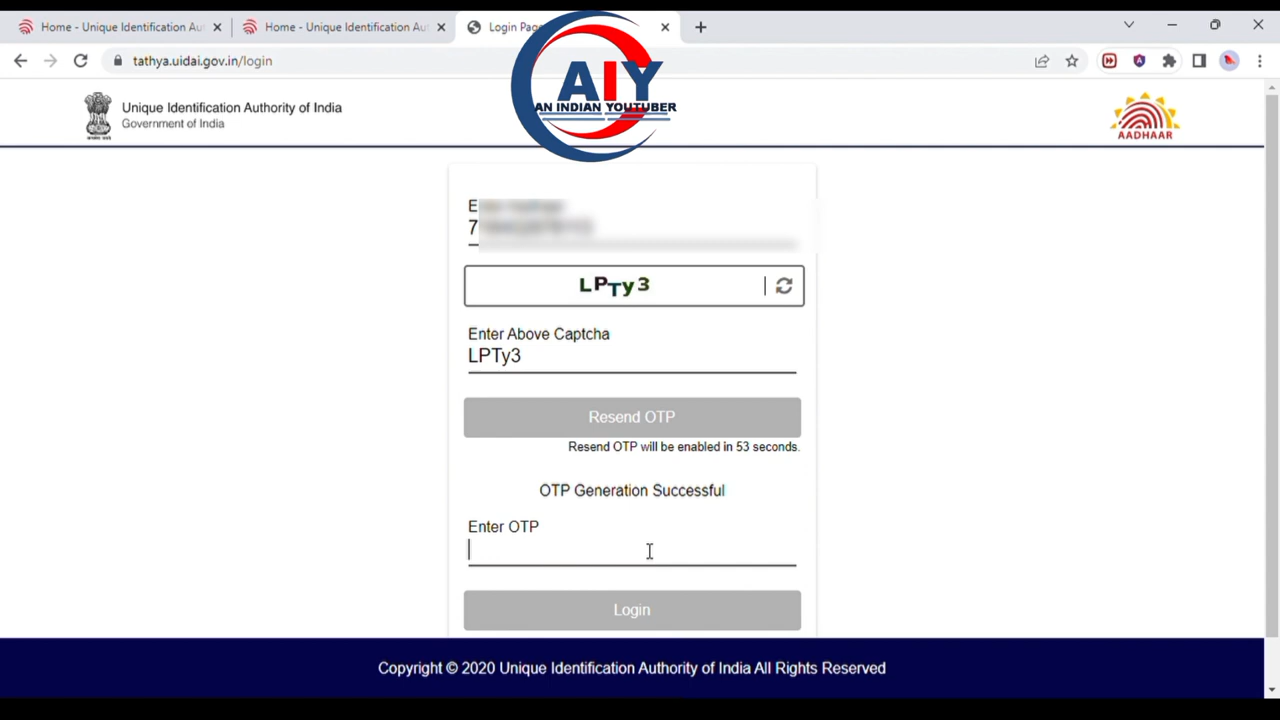 Home - Unique Identification Au
Home - Unique Identification Au
Login Pag
tathya.uidai.gov.in/login
AIY
AN INDIAN YOUTUBER
Unique Identification Authority of India
Government of India
AADHAAR
E
7
LPTy3
Enter Above Captcha
LPTy3
Resend OTP
Resend OTP will be enabled in 53 seconds.
OTP Generation Successful
Enter OTP
Login
Copyright © 2020 Unique Identification Authority of India All Rights Reserved